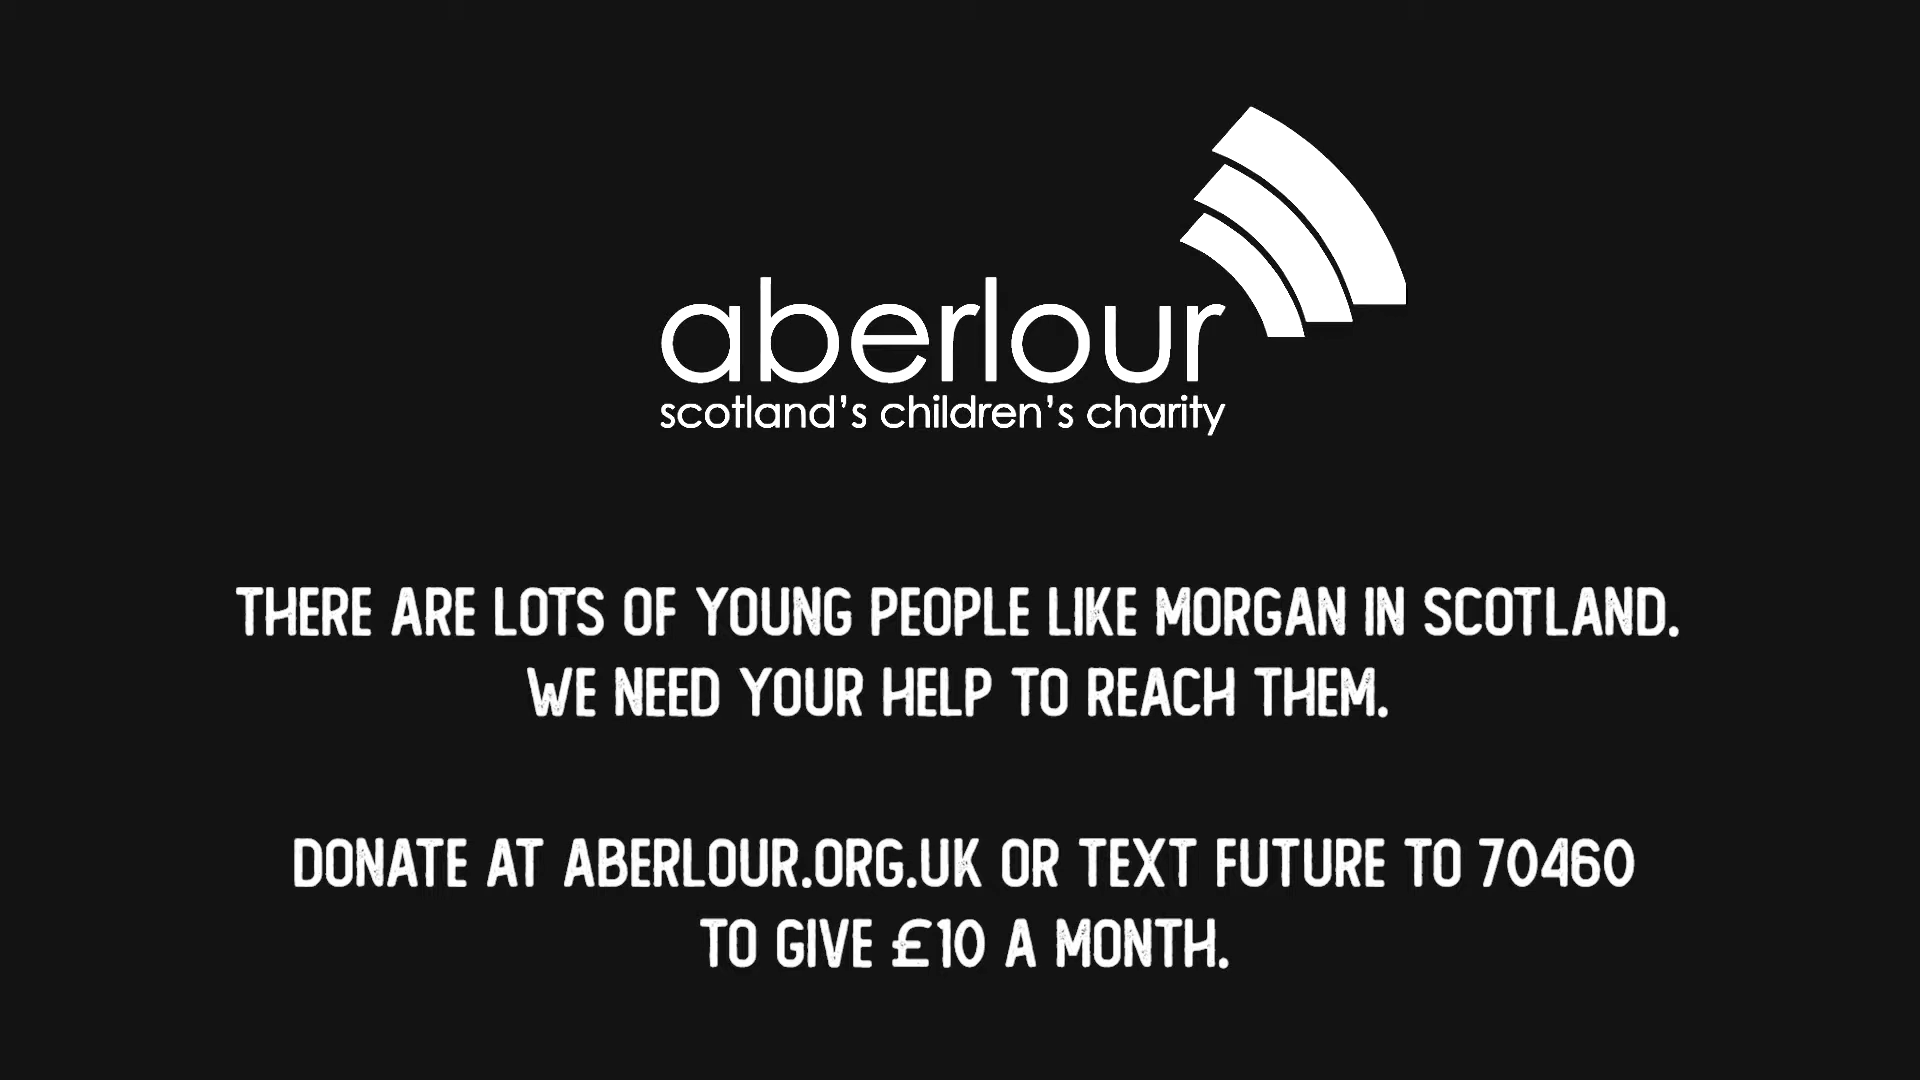 aberlour
scotland's children's charity
THERE ARE LOTS OF YOUNG PEOPLE LIKE MORGAN IN SCOTLAND.
WE NEED YOUR HELP TO REACH THEM.
DONATE AT ABERLOUR.ORG.UK OR TEXT FUTURE TO 70460
TO GIVE £10 A MONTH.